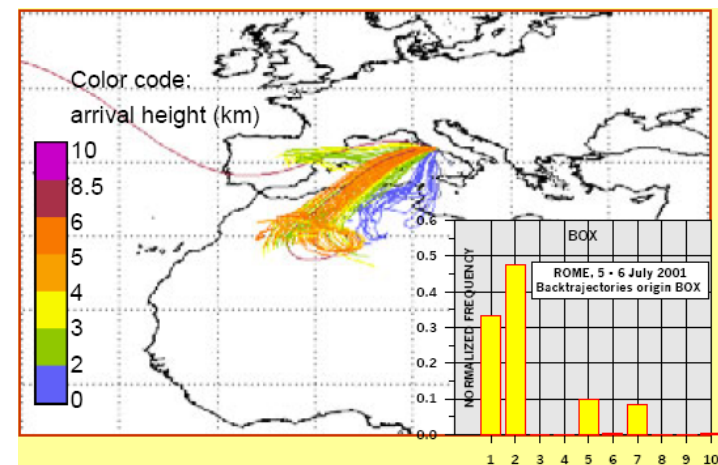 Color code:
arrival height (km)
10
8.5
6
5
4
3
2
0
BOX
ROME, 5 - 6 July 2001
Backtrajectories origin BOX
NORMALIZED FREQUENCY
0.6
0.5
0.4
0.3
0.2
0.1
0.0
1 2 3 4 5 6 7 8 9 10